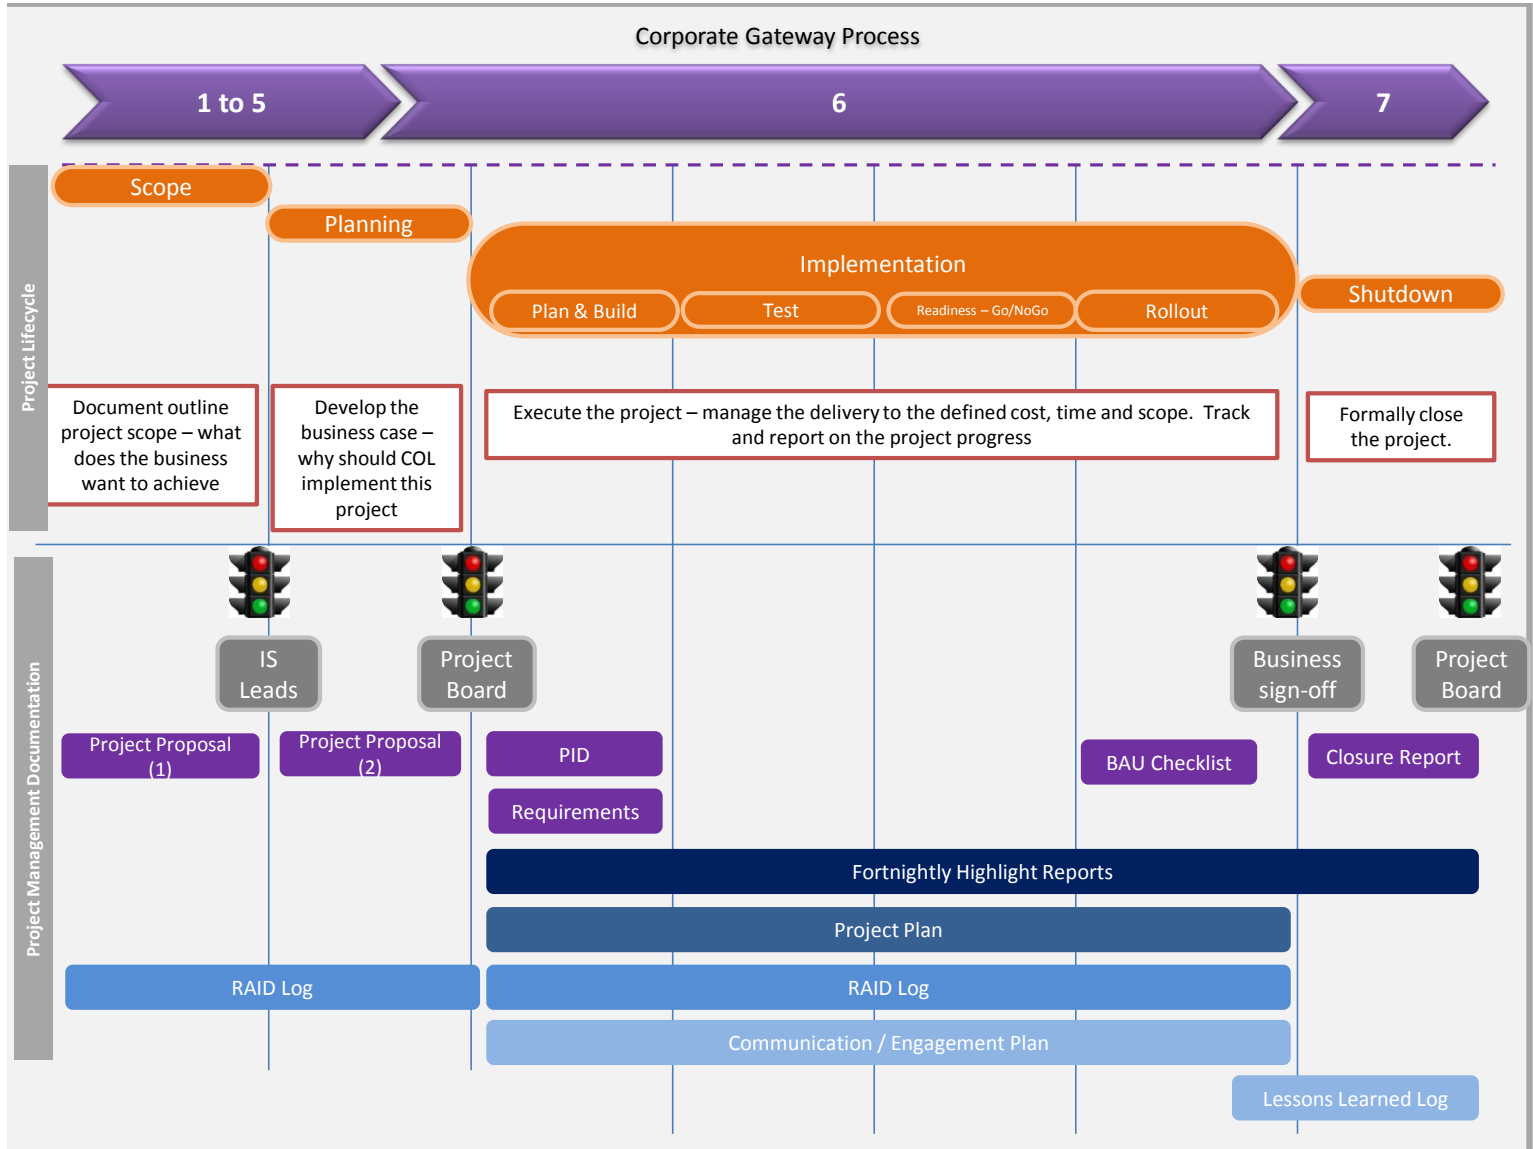 Corporate Gateway Process
1 to 5
6
7
Project Lifecycle
Scope
Planning
Implementation
Plan & Build
Test
Readiness – Go/NoGo
Rollout
Shutdown
Document outline
project scope – what
does the business
want to achieve
Develop the
business case –
why should COL
implement this
project
Execute the project – manage the delivery to the defined cost, time and scope.  Track
and report on the project progress
Formally close
the project.
Project Management Documentation
IS
Leads
Project
Board
Business
sign-off
Project
Board
Project Proposal
(1)
Project Proposal
(2)
PID
BAU Checklist
Closure Report
Requirements
Fortnightly Highlight Reports
Project Plan
RAID Log
RAID Log
Communication / Engagement Plan
Lessons Learned Log